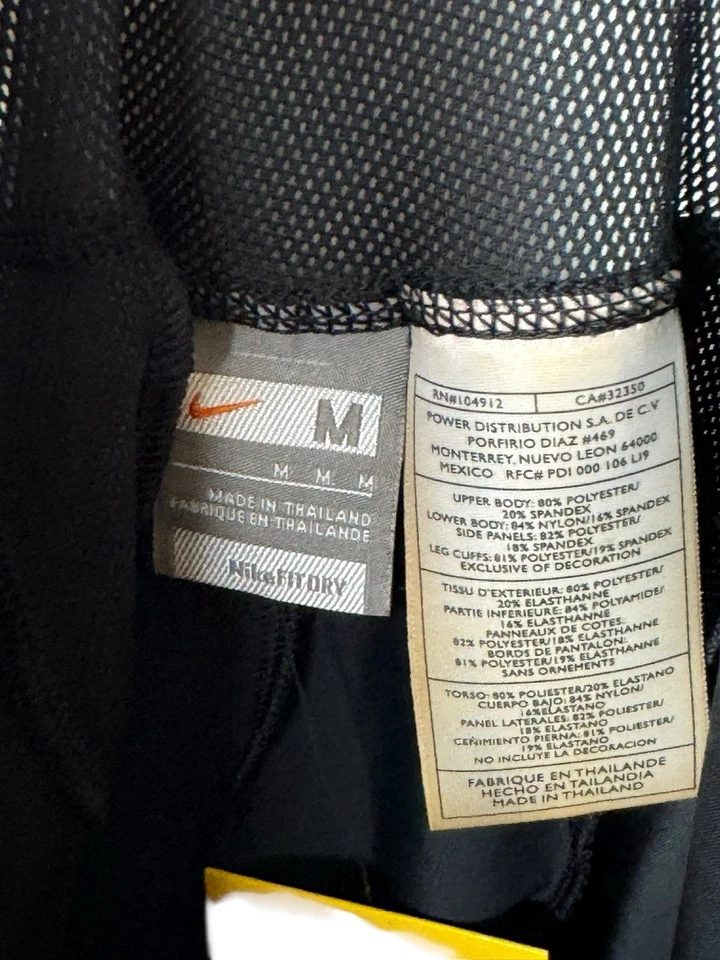 M
M M M
MADE IN THAILAND
FABRIQUE EN THAILANDE
NikeFITDRY
RN#104912 CA#32350
POWER DISTRIBUTION S.A. DE C.V
PORFIRIO DIAZ #469
MONTERREY, NUEVO LEON 64000
MEXICO RFC# PDI 000 106 LJ9
UPPER BODY: 80% POLYESTER/
20% SPANDEX
LOWER BODY: 84% NYLON/16% SPANDEX
SIDE PANELS: 82% POLYESTER/
18% SPANDEX
LEG CUFFS: 81% POLYESTER/19% SPANDEX
EXCLUSIVE OF DECORATION
TISSU D'EXTERIEUR: 80% POLYESTER/
20% ELASTHANNE
PARTIE INFERIEURE: 84% POLYAMIDE/
16% ELASTHANNE
PANNEAUX DE COTES:
82% POLYESTER/18% ELASTHANNE
BORDS DE PANTALON:
81% POLYESTER/19% ELASTHANNE
SANS ORNEMENTS
TORSO: 80% POLIESTER/20% ELASTANO
CUERPO BAJO: 84% NYLON/
16%ELASTANO
PANEL LATERALES: 82% POLIESTER/
18% ELASTANO
CEÑIMIENTO PIERNA: 81% POLIESTER/
19% ELASTANO
NO INCLUYE LA DECORACION
FABRIQUE EN THAILANDE
HECHO EN TAILANDIA
MADE IN THAILAND